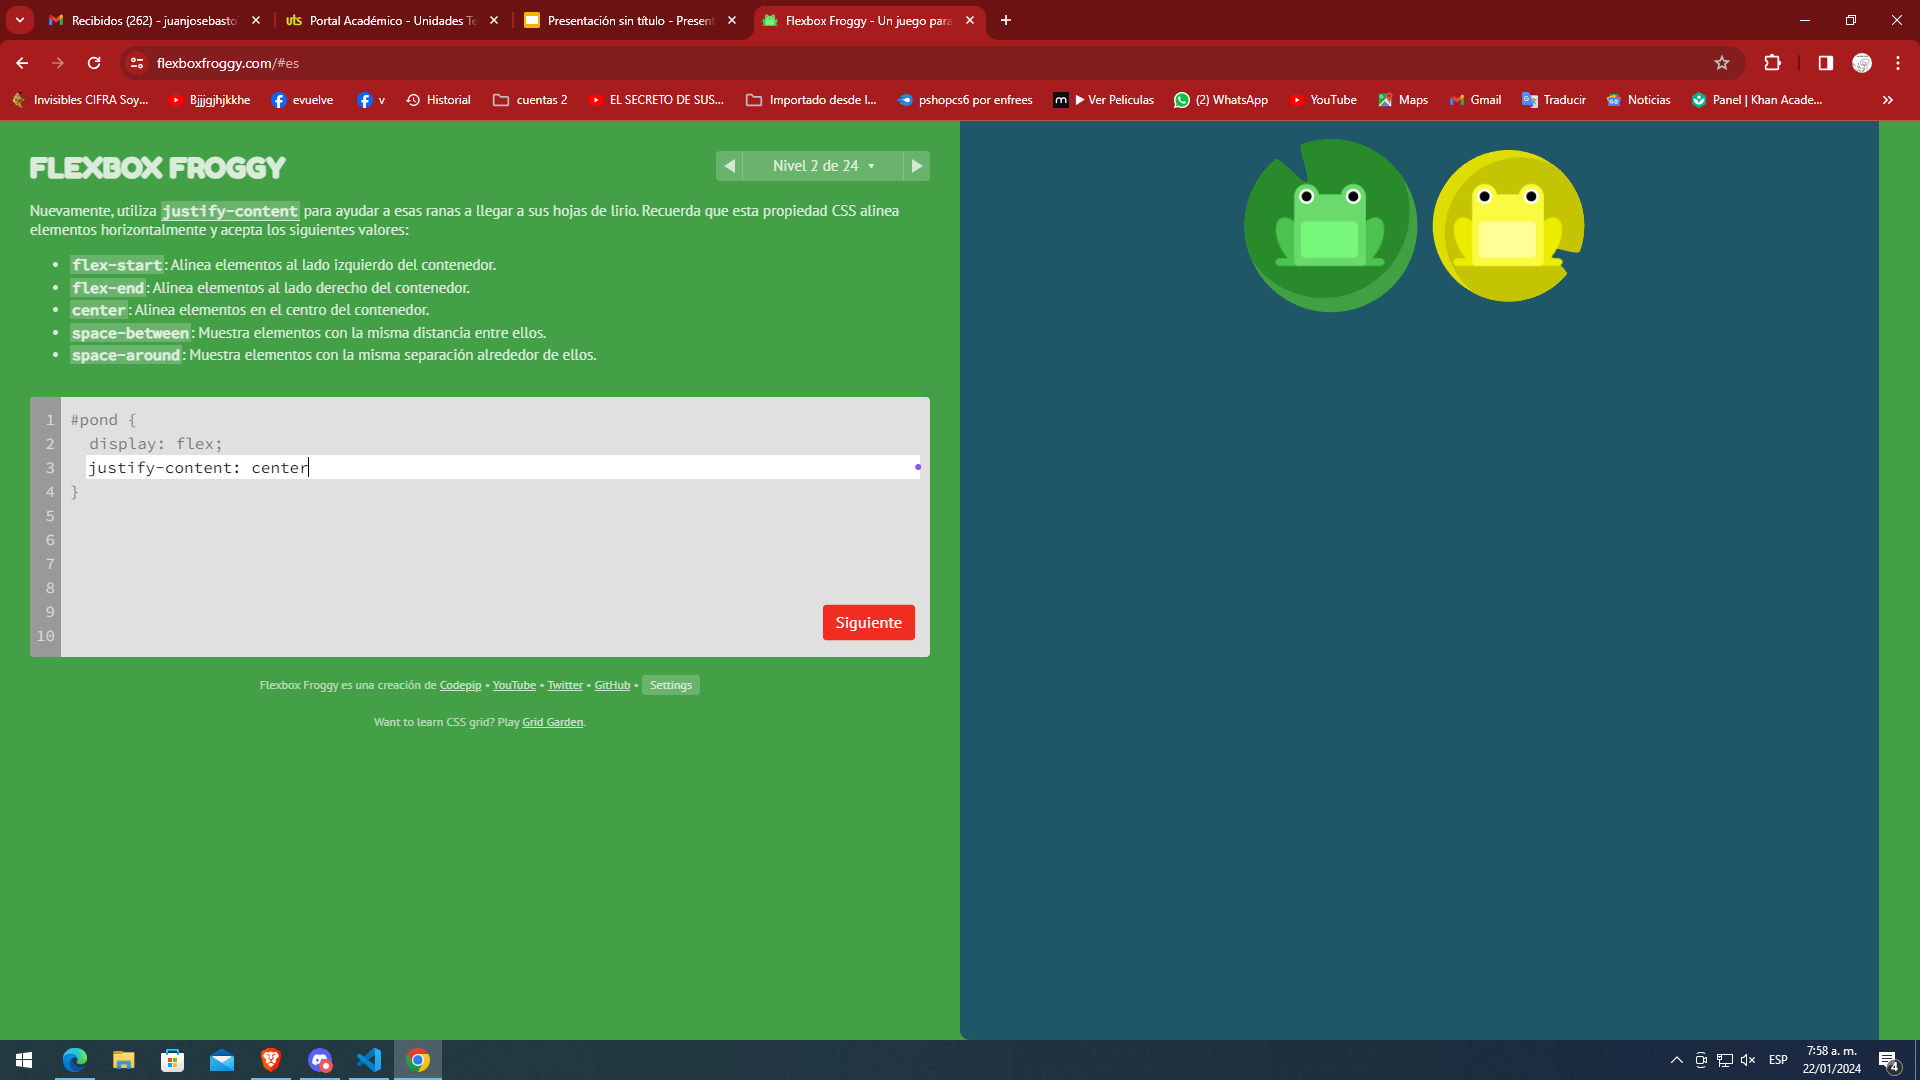 Recibidos (262) - juanjosebasto
Portal Académico - Unidades Te
Presentación sin título - Present
Flexbox Froggy - Un juego para
flexboxfroggy.com/#es
Invisibles CIFRA Soy...
Bjjjgjhjkkhe
evuelve
v
Historial
cuentas 2
EL SECRETO DE SUS...
Importado desde I...
pshopcs6 por enfrees
▶ Ver Peliculas
(2) WhatsApp
YouTube
Maps
Gmail
Traducir
Noticias
Panel | Khan Acade...
FLEXBOX FROGGY
Nivel 2 de 24
Nuevamente, utiliza justify-content para ayudar a esas ranas a llegar a sus hojas de lirio. Recuerda que esta propiedad CSS alinea
elementos horizontalmente y acepta los siguientes valores:
• flex-start: Alinea elementos al lado izquierdo del contenedor.
• flex-end: Alinea elementos al lado derecho del contenedor.
• center: Alinea elementos en el centro del contenedor.
• space-between: Muestra elementos con la misma distancia entre ellos.
• space-around: Muestra elementos con la misma separación alrededor de ellos.
1 #pond {
2 display: flex;
3 justify-content: center
4 }
5
6
7
8
9
10
Siguiente
Flexbox Froggy es una creación de Codepip • YouTube • Twitter • GitHub • Settings
Want to learn CSS grid? Play Grid Garden.
ESP
7:58 a. m.
22/01/2024
4